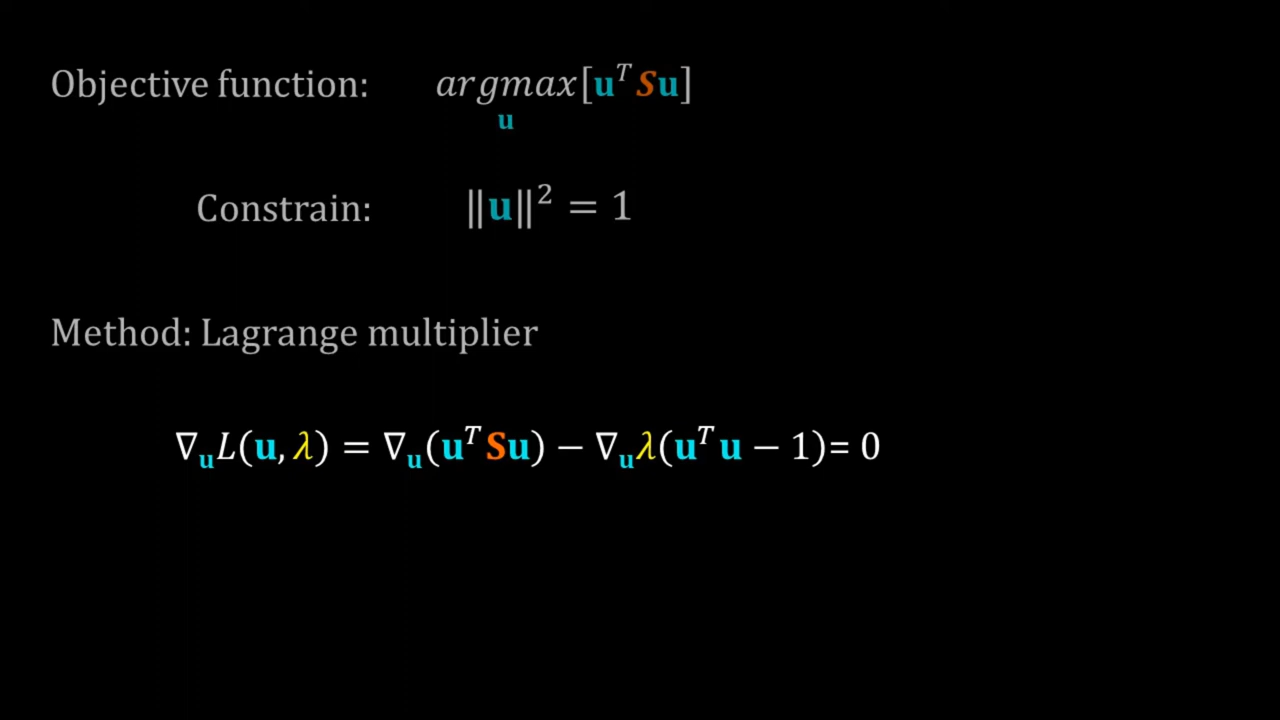 Objective function: argmax[𝐮ᵀ𝑺𝐮]
𝐮
Constrain: ‖𝐮‖² = 1
Method: Lagrange multiplier
∇ᵤL(𝐮, λ) = ∇ᵤ(𝐮ᵀ𝐒𝐮) − ∇ᵤλ(𝐮ᵀ𝐮 − 1)= 0